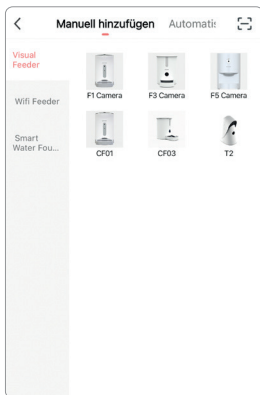 Manuell hinzufügen Automatis
Visual
Feeder
Wifi Feeder
Smart
Water Fou...
F1 Camera F3 Camera F5 Camera
CF01 CF03 T2